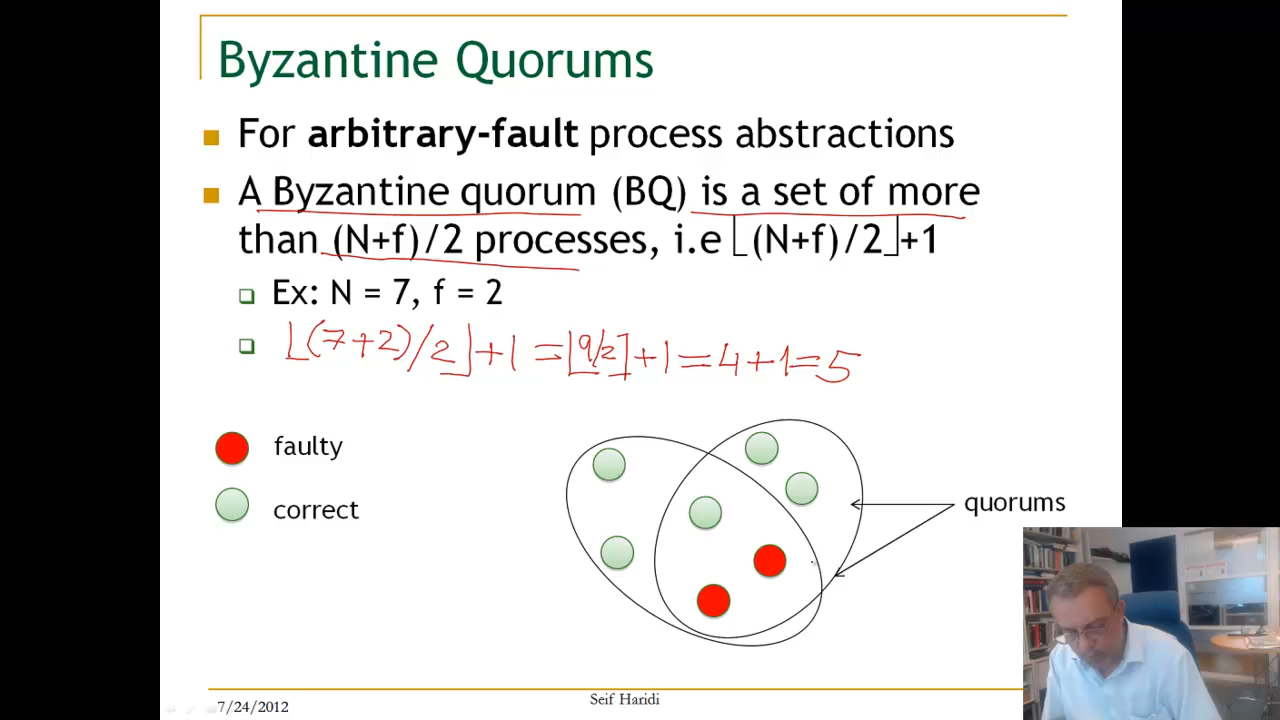 Byzantine Quorums
For arbitrary-fault process abstractions
A Byzantine quorum (BQ) is a set of more
than (N+f)/2 processes, i.e ⌊(N+f)/2⌋+1
Ex: N = 7, f = 2
⌊(7+2)/2⌋+1=⌊9/2⌋+1=4+1=5
faulty
correct
quorums
7/24/2012
Seif Haridi